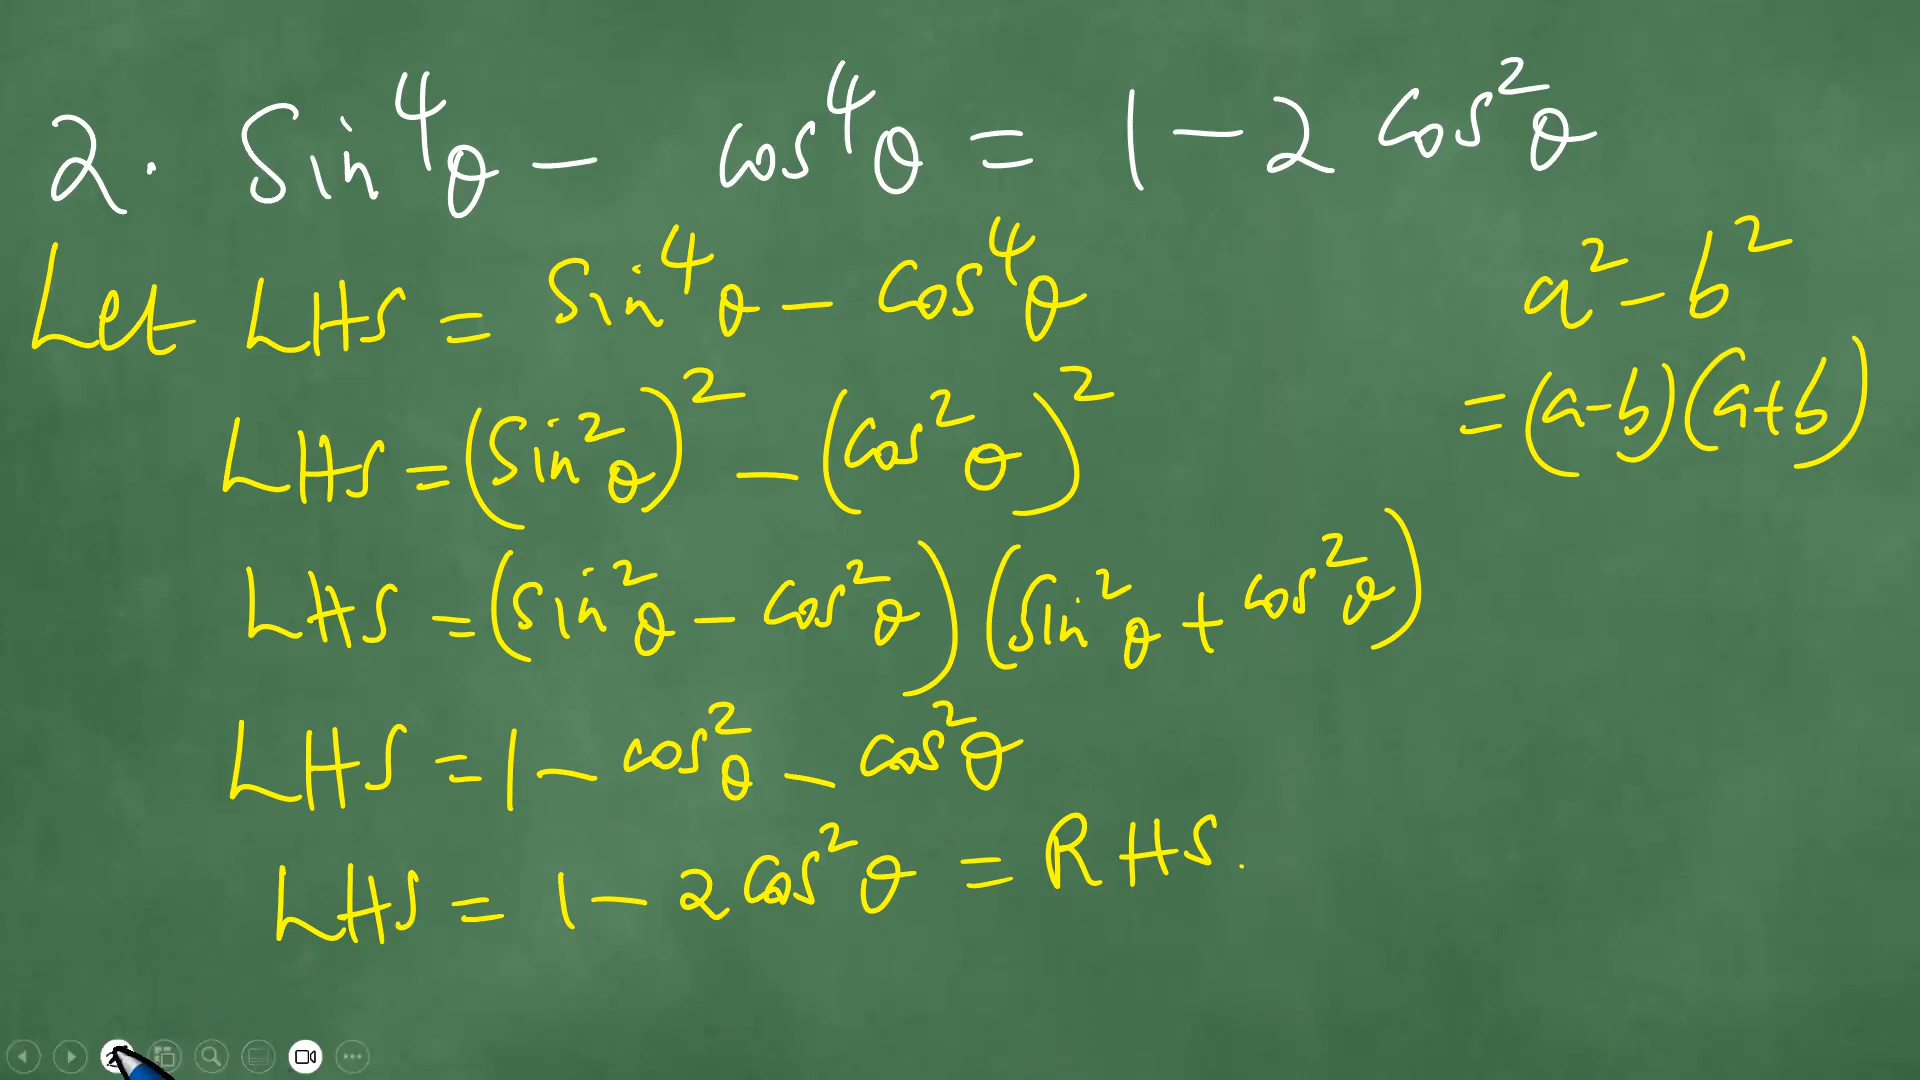 2. Sin⁴θ − cos⁴θ = 1 − 2 cos²θ
Let LHS = Sin⁴θ − cos⁴θ
a² − b²
= (a−b)(a+b)
LHS = (Sin²θ)² − (cos²θ)²
LHS = (Sin²θ − cos²θ)(Sin²θ + cos²θ)
LHS = 1 − cos²θ − cos²θ
LHS = 1 − 2cos²θ = RHS.